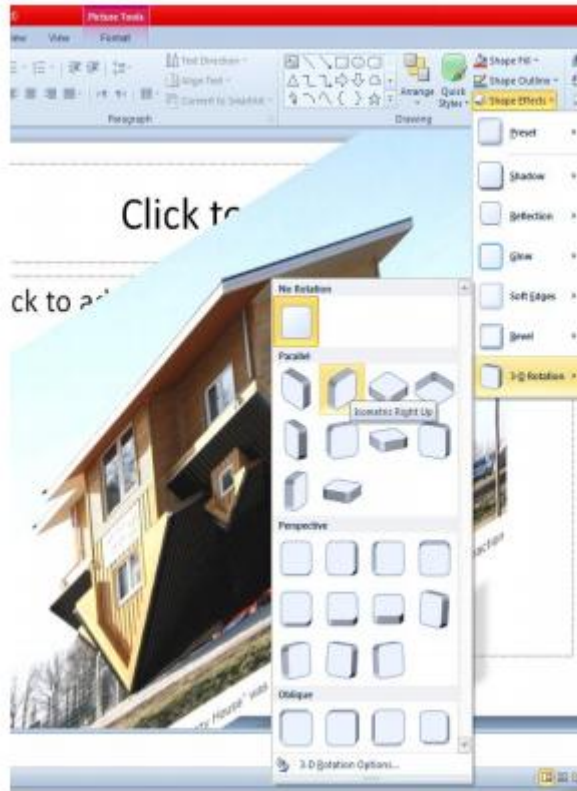 Picture Tools
View Format
Text Direction
Align Text
Convert to SmartArt
Paragraph
Arrange
Quick Styles
Drawing
Shape Fill
Shape Outline
Shape Effects
Preset
Shadow
Reflection
Glow
Soft Edges
Bevel
3-D Rotation
Click to
ck to
No Rotation
Parallel
Isometric Right Up
Perspective
Oblique
3-D Rotation Options...
House' was